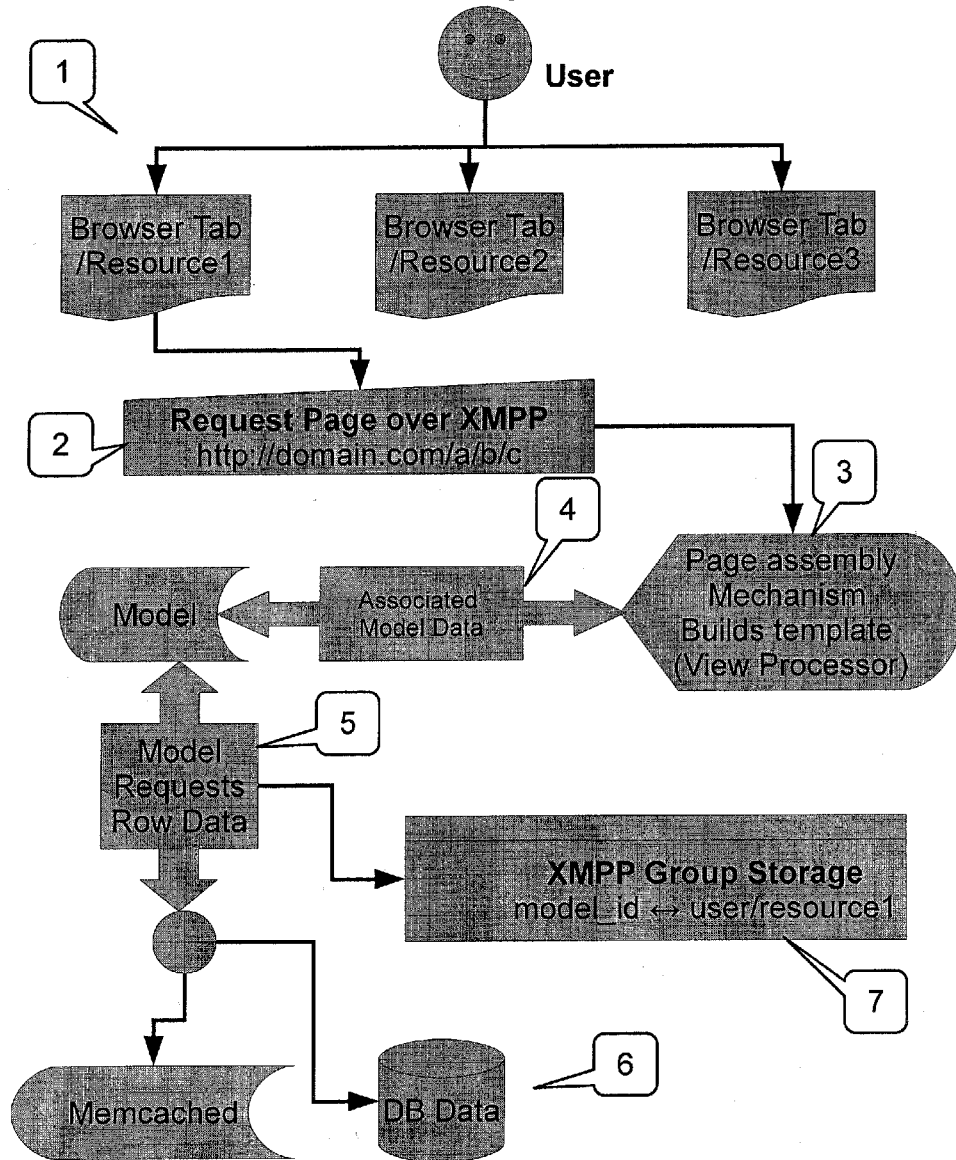 User
1
Browser Tab
/Resource1
Browser Tab
/Resource2
Browser Tab
/Resource3
2
Request Page over XMPP
http://domain.com/a/b/c
3
4
Page assembly
Mechanism
Builds template
(View Processor)
Associated
Model Data
Model
5
Model
Requests
Row Data
XMPP Group Storage
model_id ↔ user/resource1
7
6
Memcached
DB Data